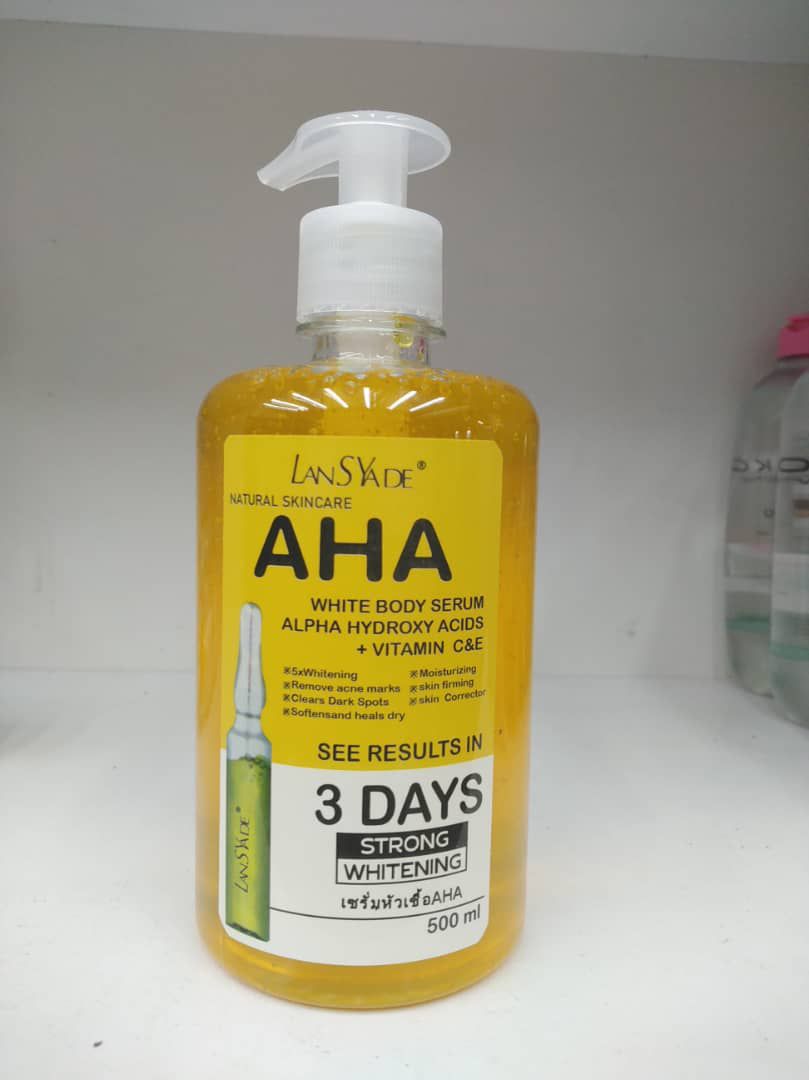 LANSYADE®
NATURAL SKINCARE
AHA
WHITE BODY SERUM
ALPHA HYDROXY ACIDS
+ VITAMIN C&E
※5xWhitening
※Remove acne marks
※Clears Dark Spots
※Softensand heals dry
※Moisturizing
※skin firming
※skin Corrector
SEE RESULTS IN
3 DAYS
STRONG
WHITENING
เซรั่มหัวเชื้อAHA
500 ml
LANSYADE®